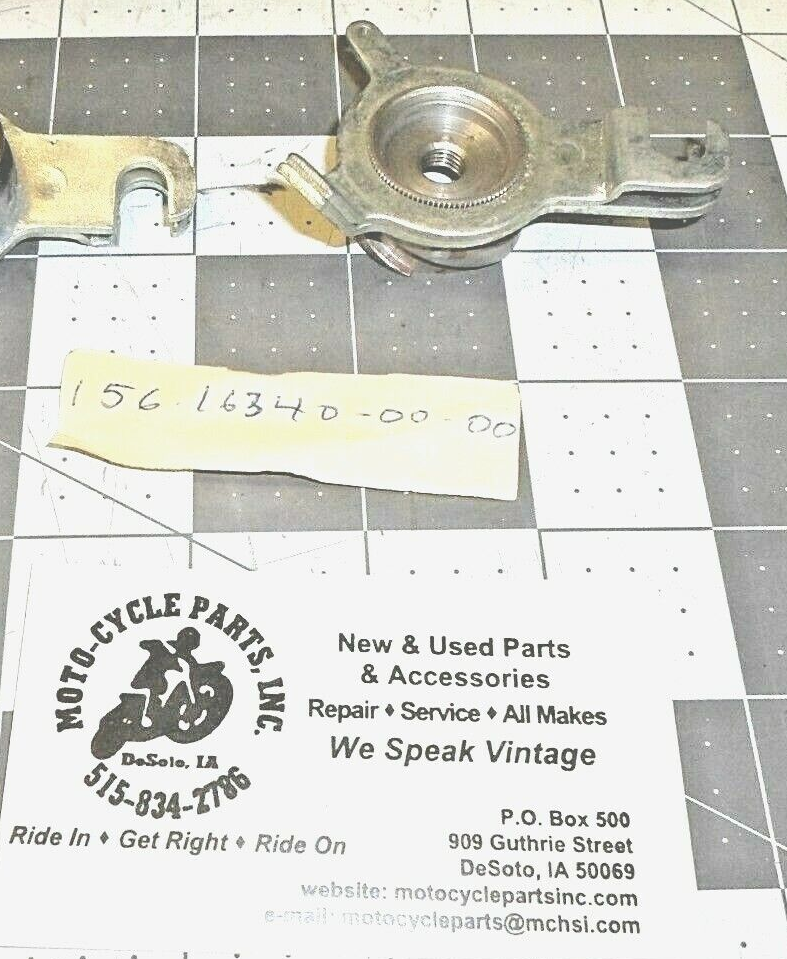 156-16340-00-00
MOTO-CYCLE PARTS, INC.
DeSoto, IA
515-834-2786
New & Used Parts
& Accessories
Repair ♦ Service ♦ All Makes
We Speak Vintage
Ride In ♦ Get Right ♦ Ride On
P.O. Box 500
909 Guthrie Street
DeSoto, IA 50069
website: motocyclepartsinc.com
e-mail: motocycleparts@mchsi.com